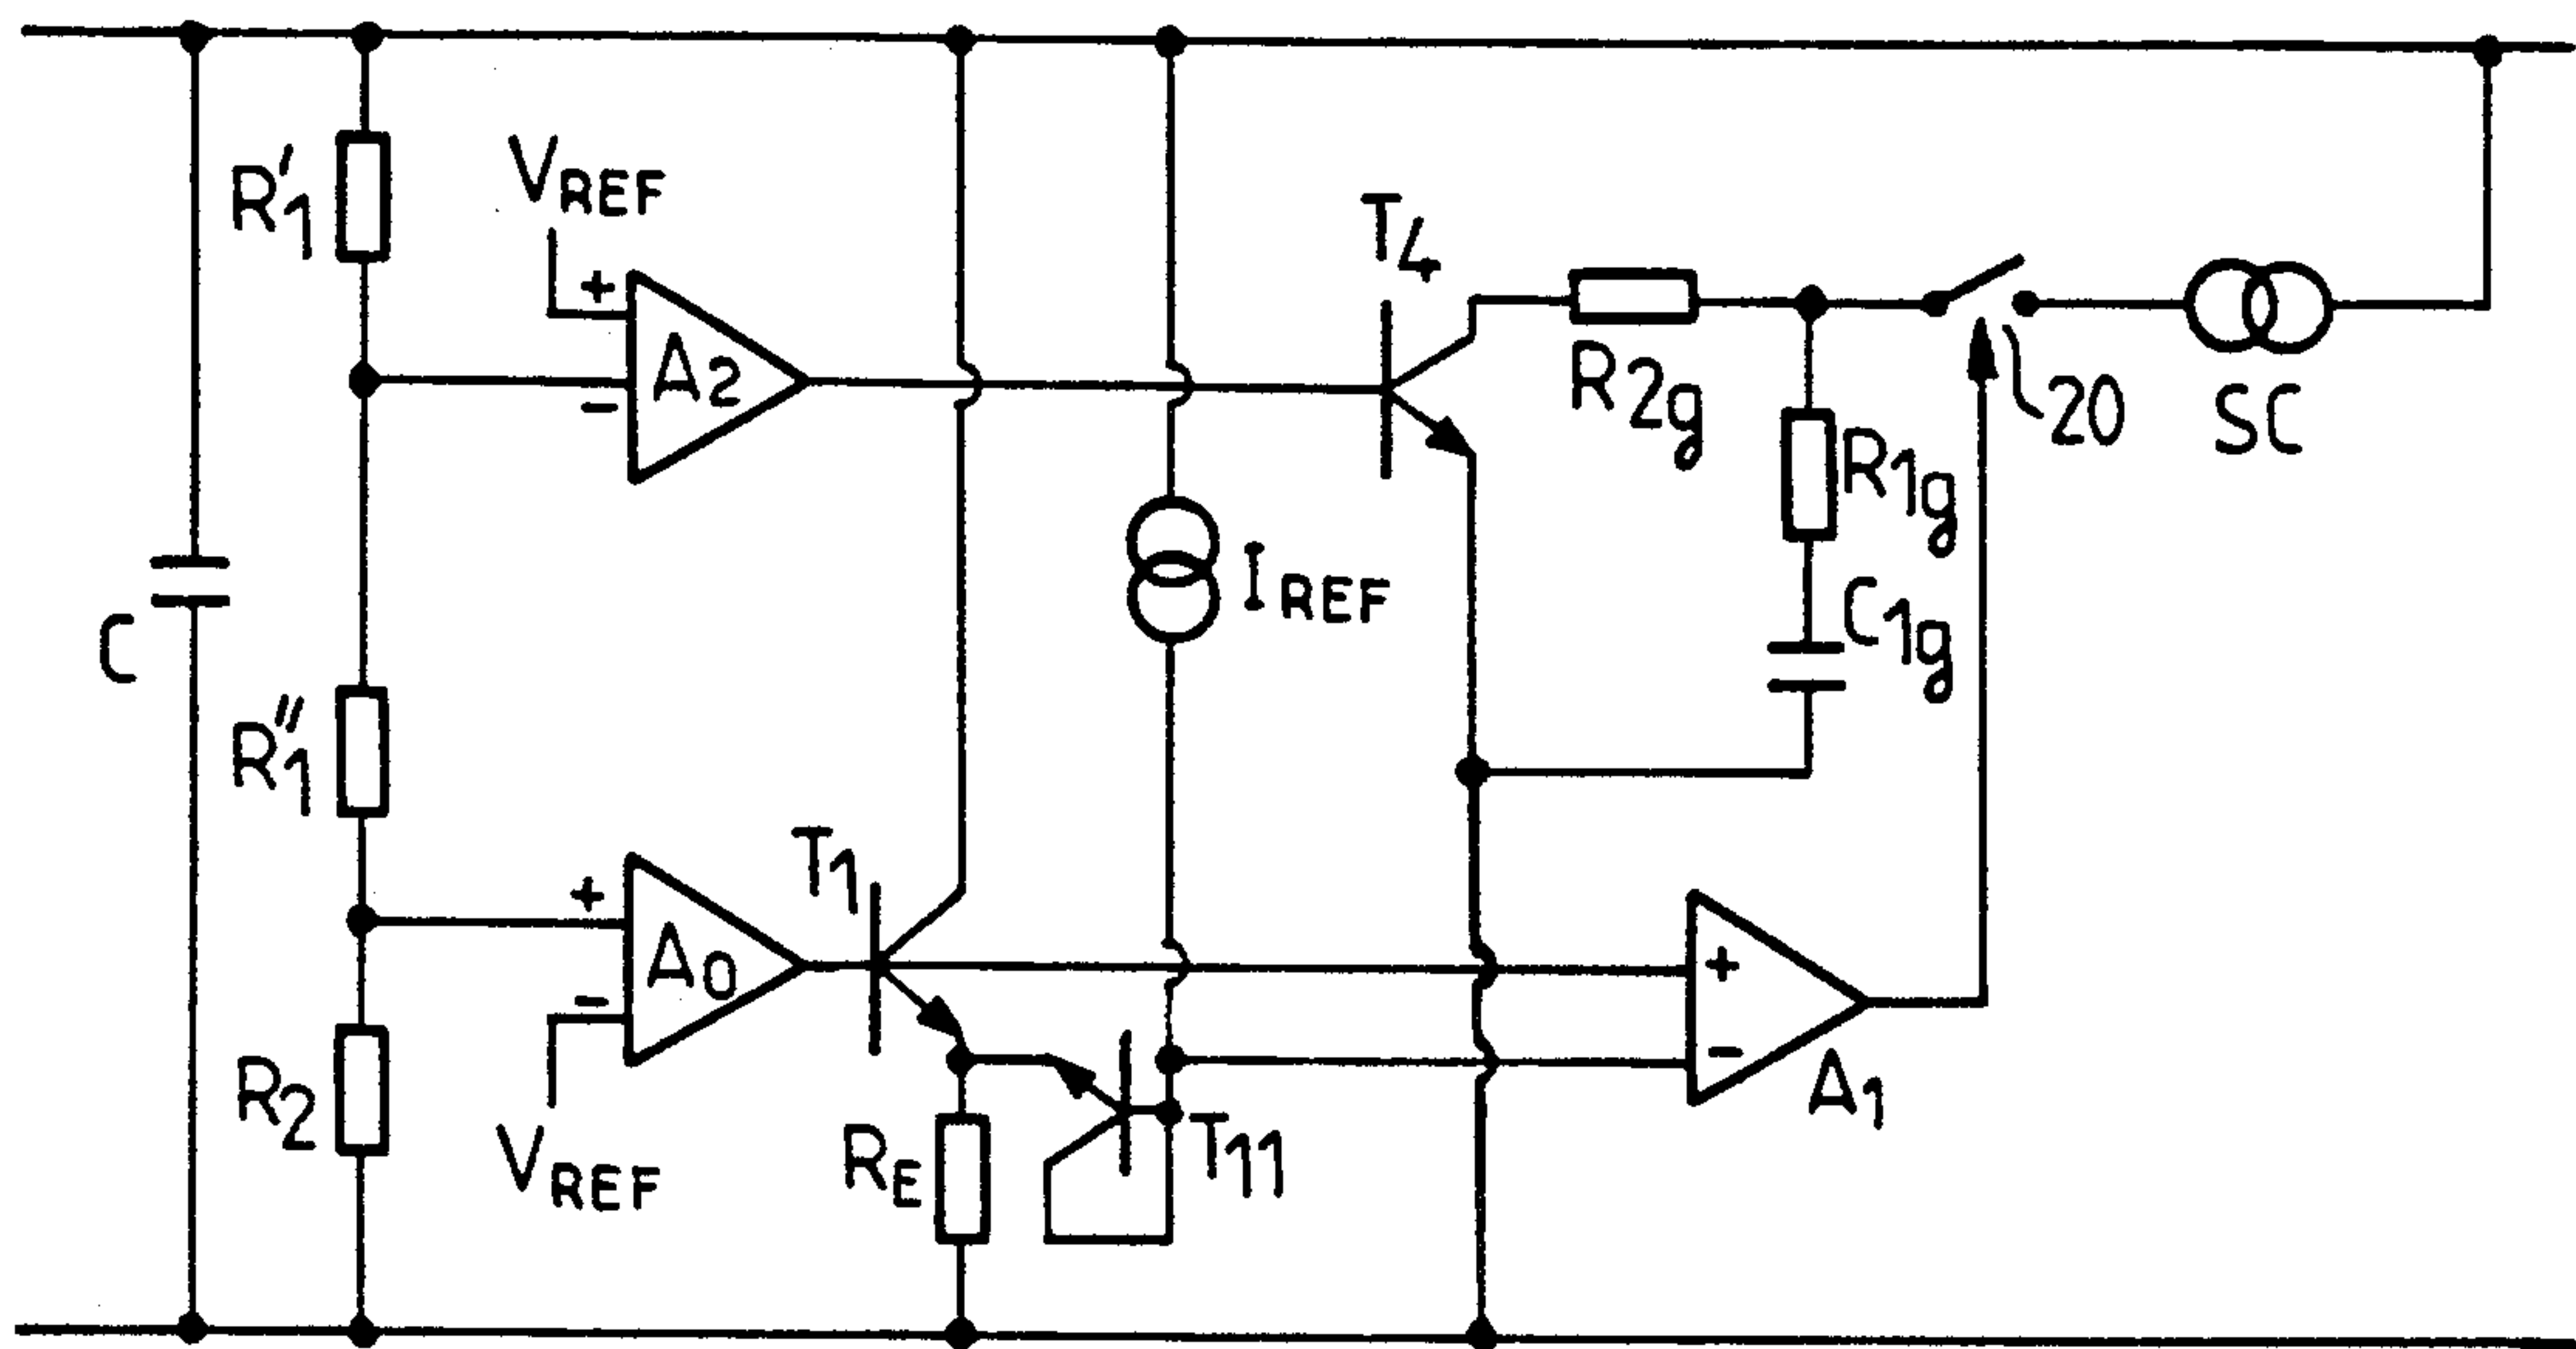 R'1
VREF
+
A2
−
T4
R2g
20
SC
R1g
IREF
C1g
C
R"1
T1
+
A0
−
+
−
A1
R2
VREF
RE
T11